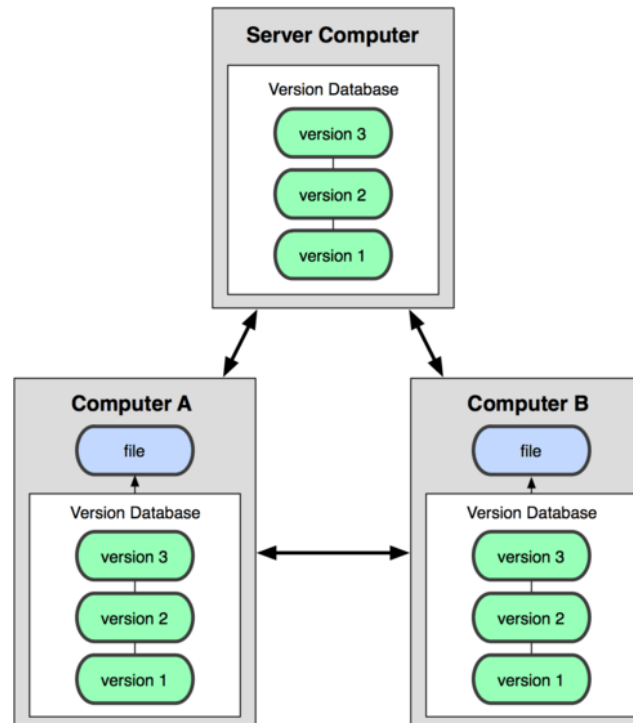 Server Computer
Version Database
version 3
version 2
version 1
Computer A
file
Version Database
version 3
version 2
version 1
Computer B
file
Version Database
version 3
version 2
version 1